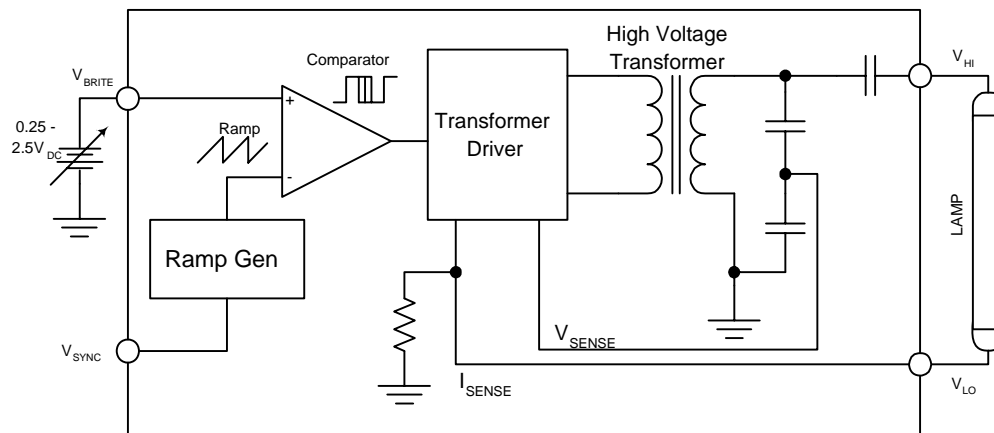 High Voltage
Transformer
V_HI
V_BRITE
Comparator
+
0.25 -
2.5V_DC
Ramp
Transformer
Driver
-
LAMP
Ramp Gen
V_SENSE
V_SYNC
I_SENSE
V_LO